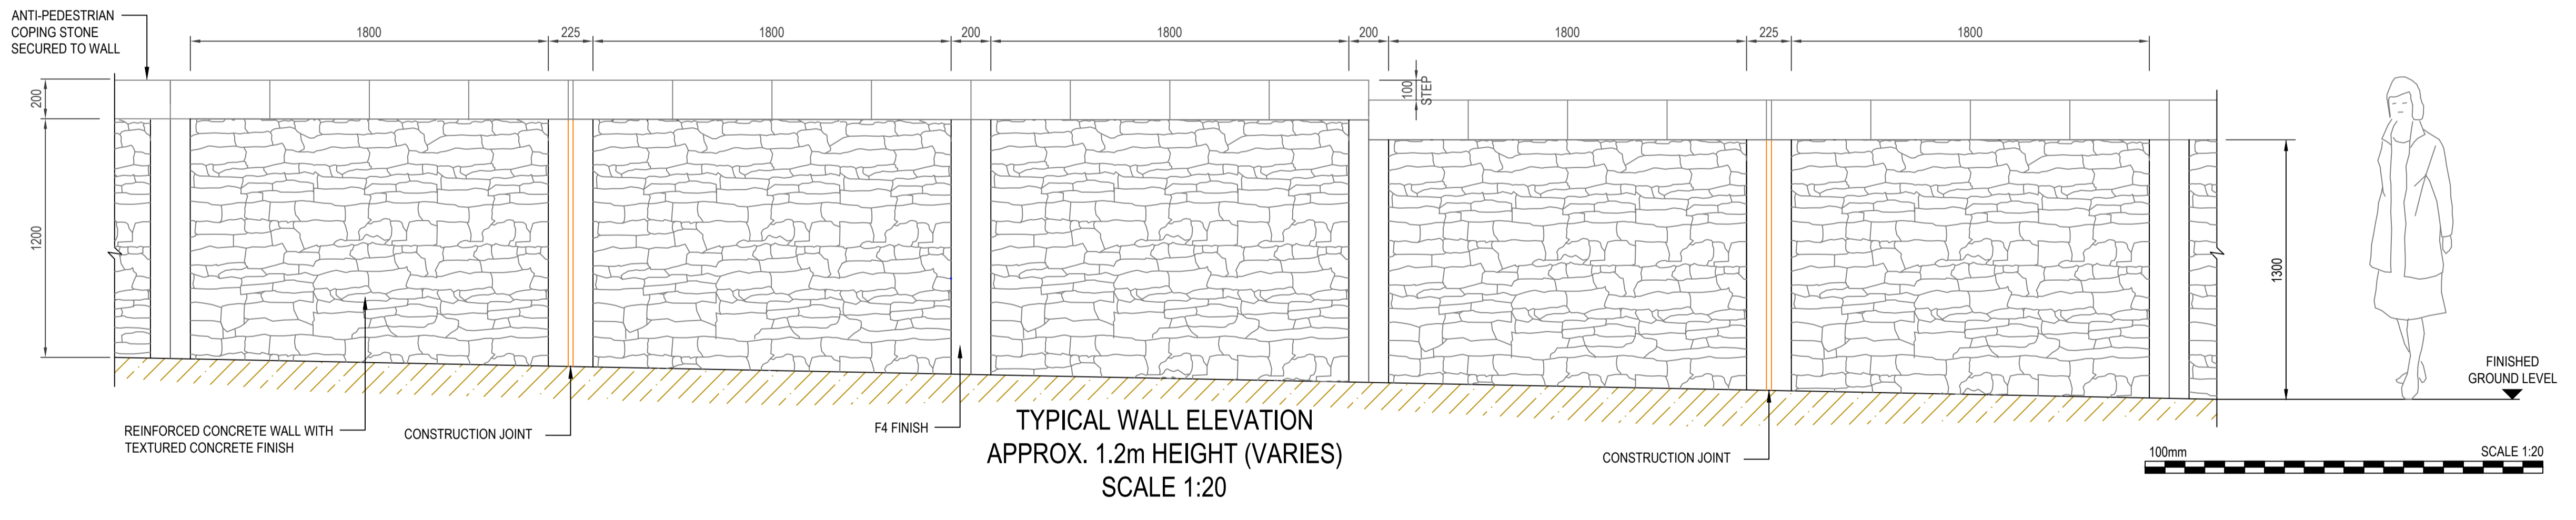 ANTI-PEDESTRIAN
COPING STONE
SECURED TO WALL
1800
225
1800
200
1800
200
1800
225
1800
200
1200
100
STEP
1300
FINISHED
GROUND LEVEL
REINFORCED CONCRETE WALL WITH
TEXTURED CONCRETE FINISH
CONSTRUCTION JOINT
F4 FINISH
TYPICAL WALL ELEVATION
APPROX. 1.2m HEIGHT (VARIES)
SCALE 1:20
CONSTRUCTION JOINT
100mm
SCALE 1:20